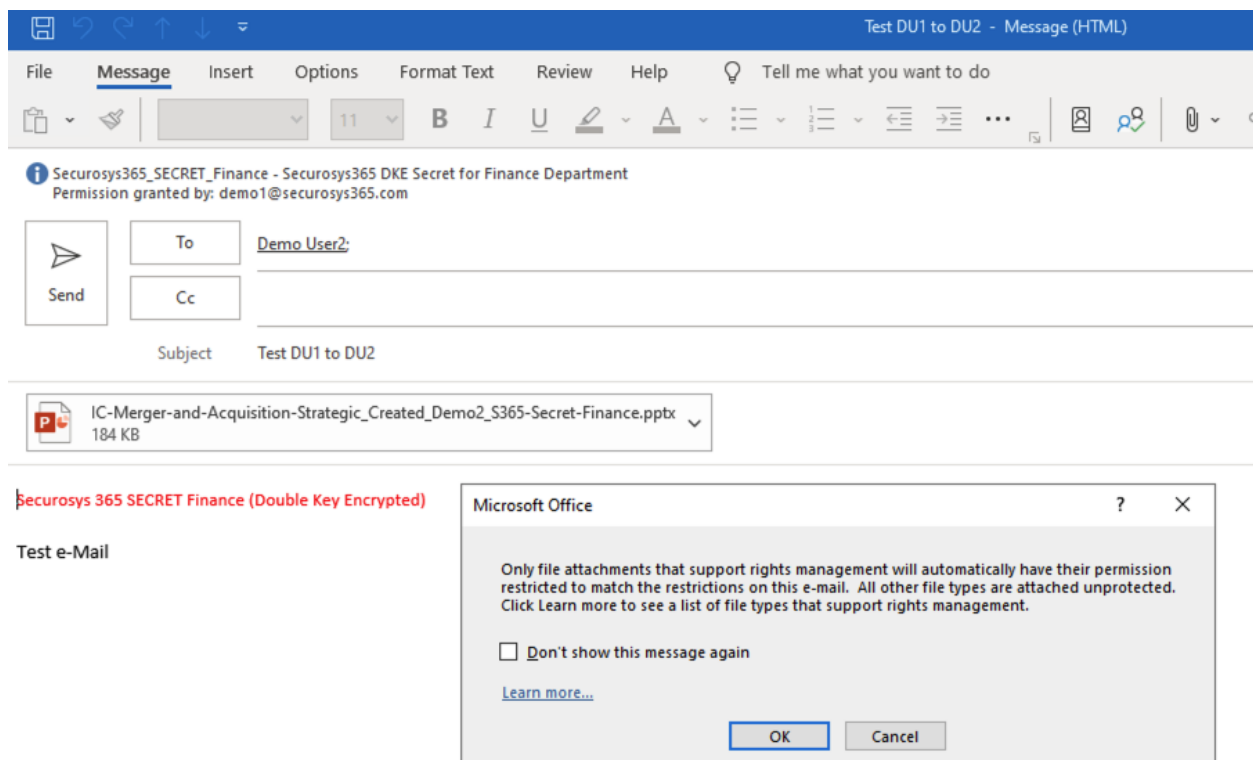 Test DU1 to DU2 - Message (HTML)
File Message Insert Options Format Text Review Help Tell me what you want to do
11 B I U A
Securosys365_SECRET_Finance - Securosys365 DKE Secret for Finance Department
Permission granted by: demo1@securosys365.com
To Demo User2;
Send
Cc
Subject Test DU1 to DU2
IC-Merger-and-Acquisition-Strategic_Created_Demo2_S365-Secret-Finance.pptx
184 KB
Securosys 365 SECRET Finance (Double Key Encrypted)
Test e-Mail
Microsoft Office ?
Only file attachments that support rights management will automatically have their permission
restricted to match the restrictions on this e-mail. All other file types are attached unprotected.
Click Learn more to see a list of file types that support rights management.
Don't show this message again
Learn more...
OK Cancel